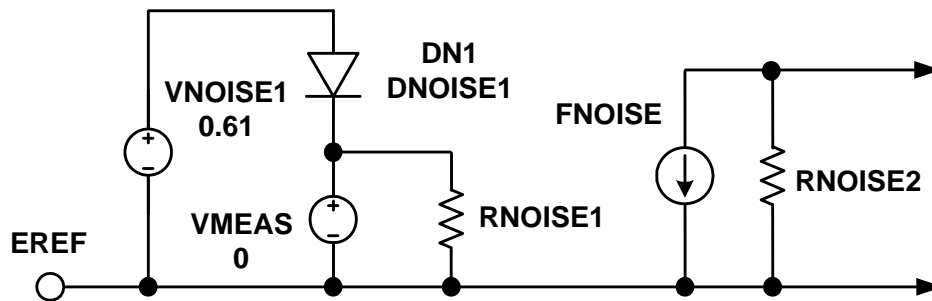 DN1
DNOISE1
VNOISE1
0.61
FNOISE
RNOISE2
VMEAS
0
RNOISE1
EREF